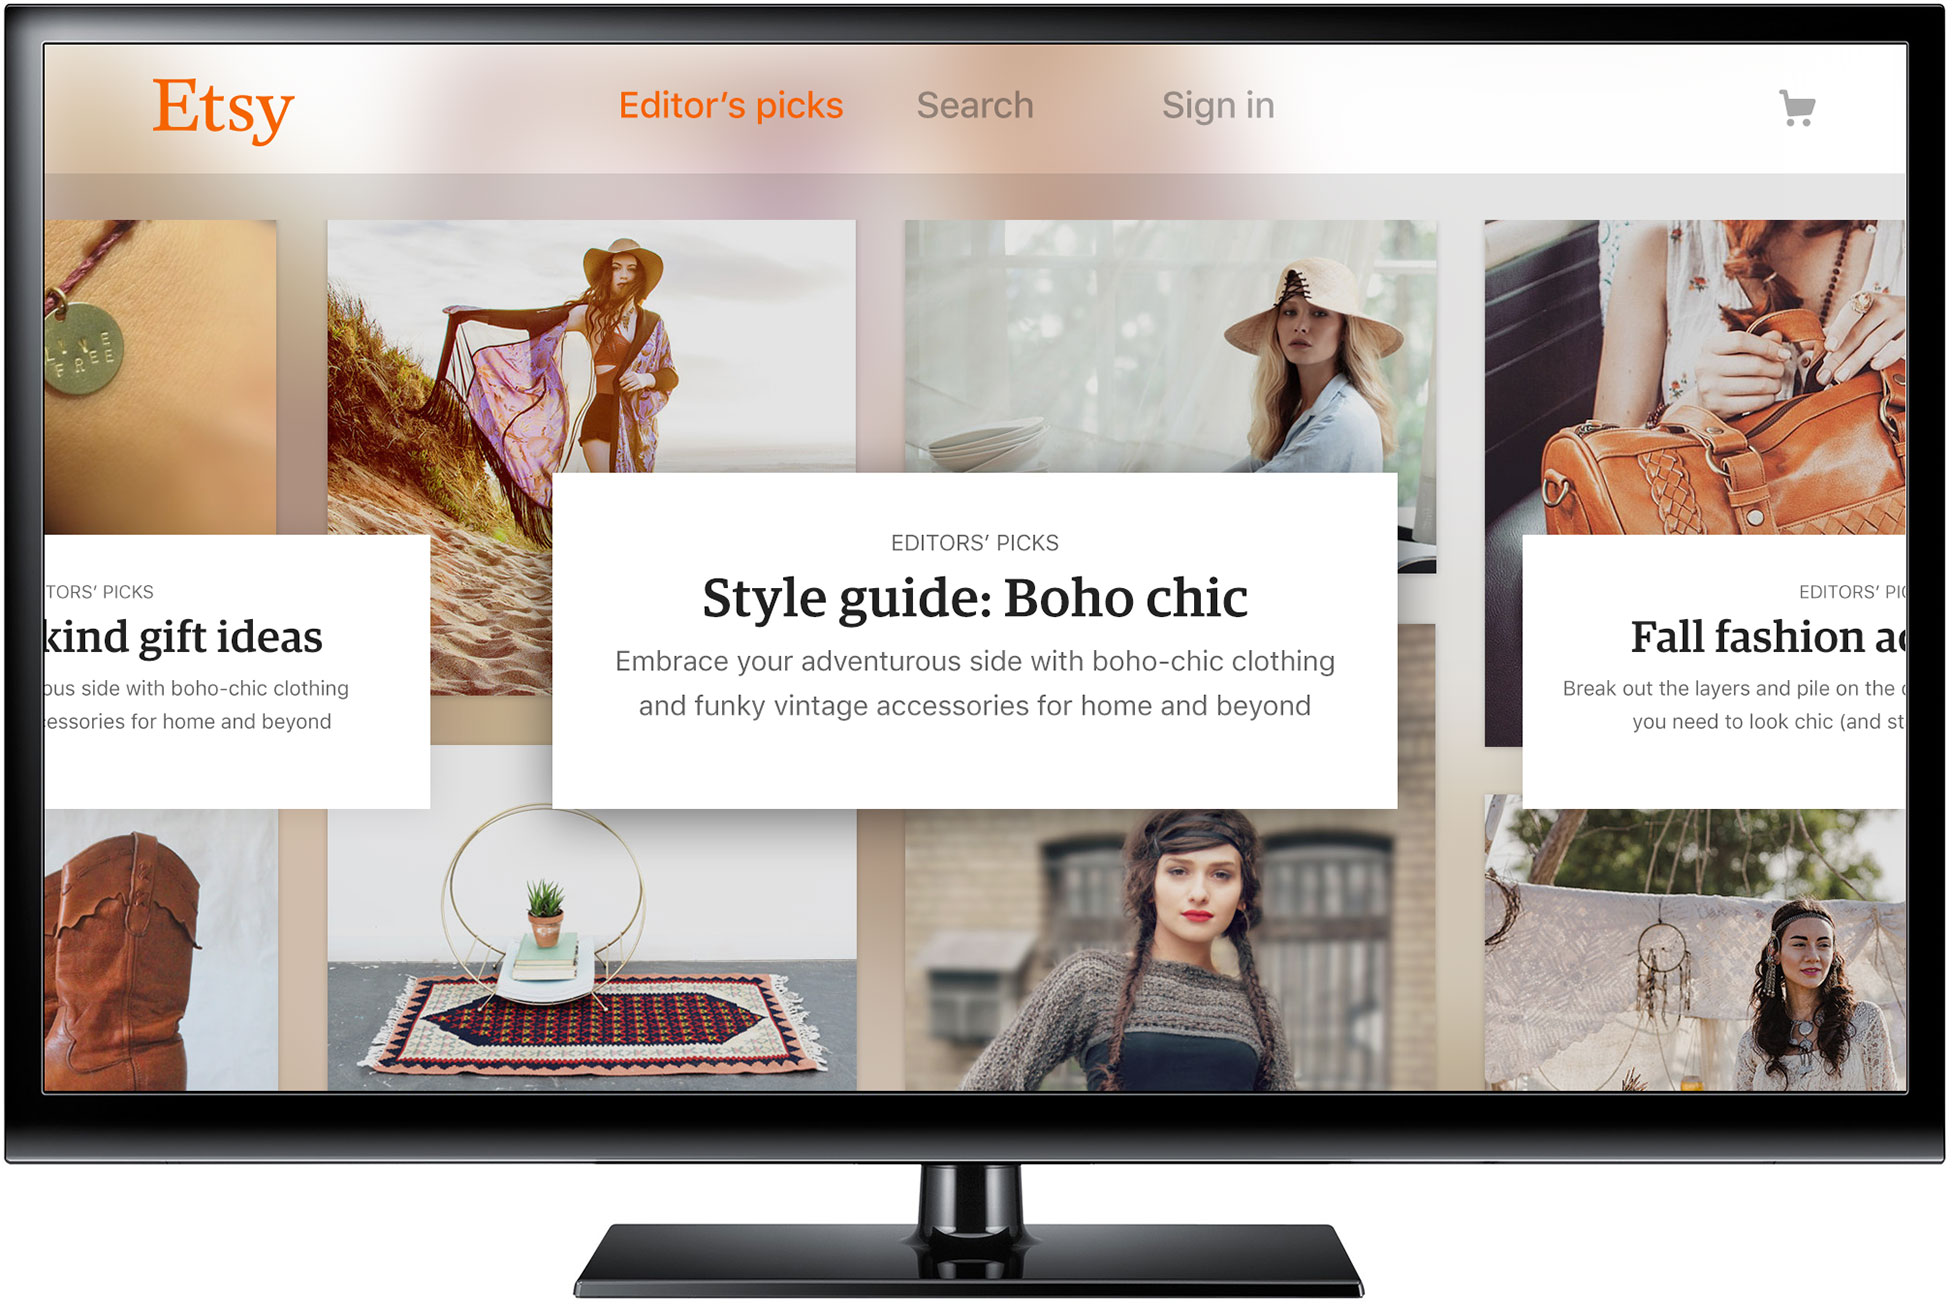 Etsy
Editor's picks
Search
Sign in
LIVE
FREE
TORS' PICKS
kind gift ideas
ous side with boho-chic clothing
cessories for home and beyond
EDITORS' PICKS
Style guide: Boho chic
Embrace your adventurous side with boho-chic clothing
and funky vintage accessories for home and beyond
EDITORS' PIC
Fall fashion ac
Break out the layers and pile on the
you need to look chic (and st